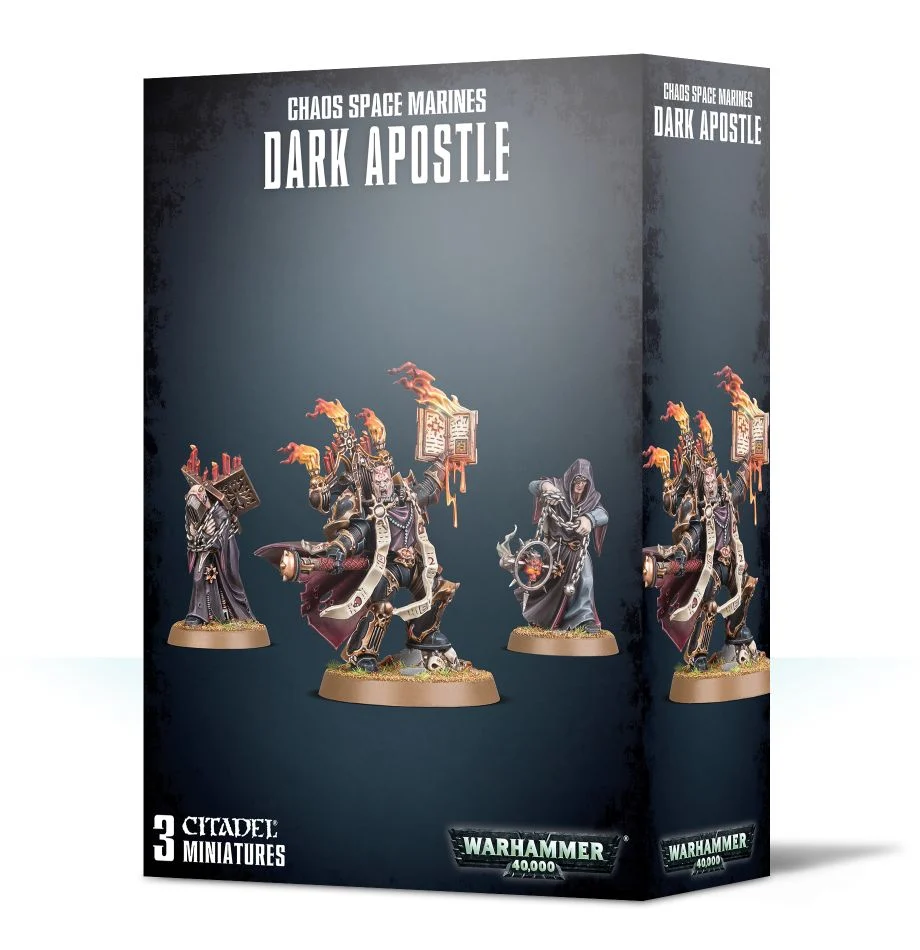 CHAOS SPACE MARINES
DARK APOSTLE
3 CITADEL®
MINIATURES
WARHAMMER®
40,000
CHAOS SPACE MARINES
DARK APOSTLE
WARHAMMER
40,000